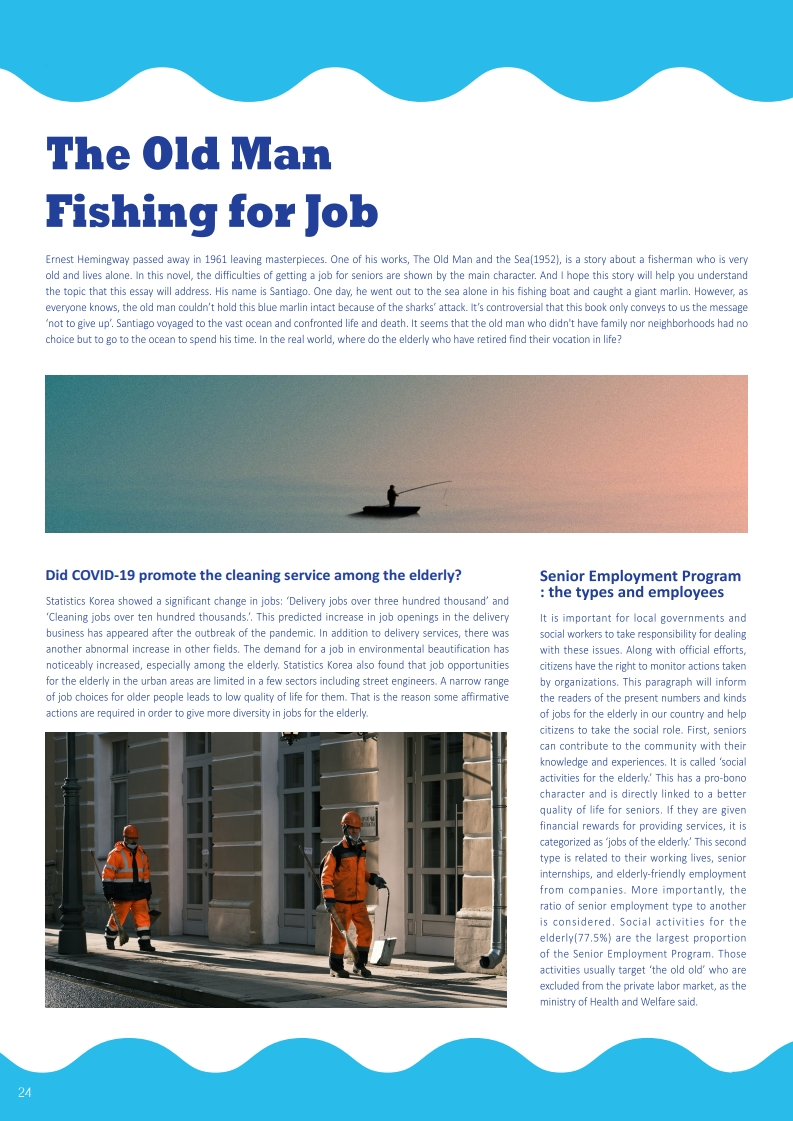 The Old Man
Fishing for Job
Ernest Hemingway passed away in 1961 leaving masterpieces. One of his works, The Old Man and the Sea(1952), is a story about a fisherman who is very
old and lives alone. In this novel, the difficulties of getting a job for seniors are shown by the main character. And I hope this story will help you understand
the topic that this essay will address. His name is Santiago. One day, he went out to the sea alone in his fishing boat and caught a giant marlin. However, as
everyone knows, the old man couldn’t hold this blue marlin intact because of the sharks’ attack. It’s controversial that this book only conveys to us the message
‘not to give up’. Santiago voyaged to the vast ocean and confronted life and death. It seems that the old man who didn’t have family nor neighborhoods had no
choice but to go to the ocean to spend his time. In the real world, where do the elderly who have retired find their vocation in life?
Did COVID-19 promote the cleaning service among the elderly?
Statistics Korea showed a significant change in jobs: ‘Delivery jobs over three hundred thousand’ and
‘Cleaning jobs over ten hundred thousands.’. This predicted increase in job openings in the delivery
business has appeared after the outbreak of the pandemic. In addition to delivery services, there was
another abnormal increase in other fields. The demand for a job in environmental beautification has
noticeably increased, especially among the elderly. Statistics Korea also found that job opportunities
for the elderly in the urban areas are limited in a few sectors including street engineers. A narrow range
of job choices for older people leads to low quality of life for them. That is the reason some affirmative
actions are required in order to give more diversity in jobs for the elderly.
Senior Employment Program
: the types and employees
It is important for local governments and
social workers to take responsibility for dealing
with these issues. Along with official efforts,
citizens have the right to monitor actions taken
by organizations. This paragraph will inform
the readers of the present numbers and kinds
of jobs for the elderly in our country and help
citizens to take the social role. First, seniors
can contribute to the community with their
knowledge and experiences. It is called ‘social
activities for the elderly.’ This has a pro-bono
character and is directly linked to a better
quality of life for seniors. If they are given
financial rewards for providing services, it is
categorized as ‘jobs of the elderly.’ This second
type is related to their working lives, senior
internships, and elderly-friendly employment
from companies. More importantly, the
ratio of senior employment type to another
is considered. Social activities for the
elderly(77.5%) are the largest proportion
of the Senior Employment Program. Those
activities usually target ‘the old old’ who are
excluded from the private labor market, as the
ministry of Health and Welfare said.
24